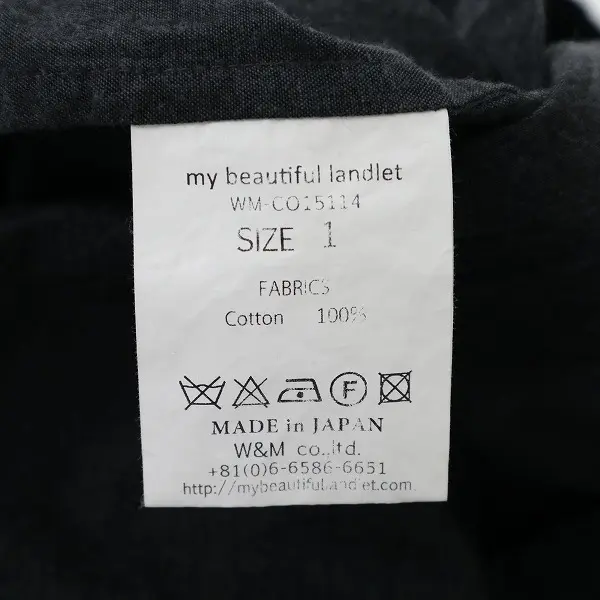 my beautiful landlet
WM-CO15114
SIZE 1
FABRICS
Cotton 100%
F
MADE in JAPAN
W&M co.,ltd.
+81(0)6-6586-6651
http://mybeautifullandlet.com